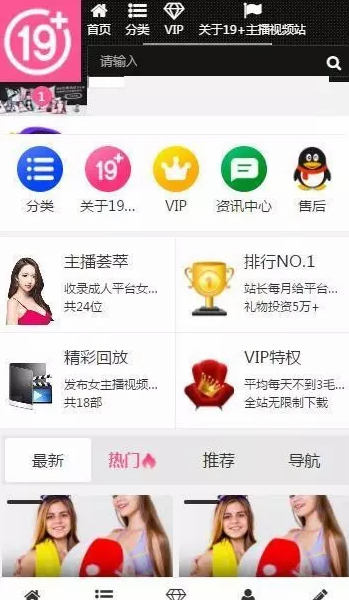 19+
首页
分类
VIP
关于19+主播视频站
请输入
1
19+
分类
关于19...
VIP
资讯中心
售后
主播荟萃
收录成人平台女...
共24位
排行NO.1
站长每月给平台...
礼物投资5万+
1
精彩回放
发布女主播视频...
共18部
VIP特权
平均每天不到3毛...
全站无限制下载
最新
热门
推荐
导航